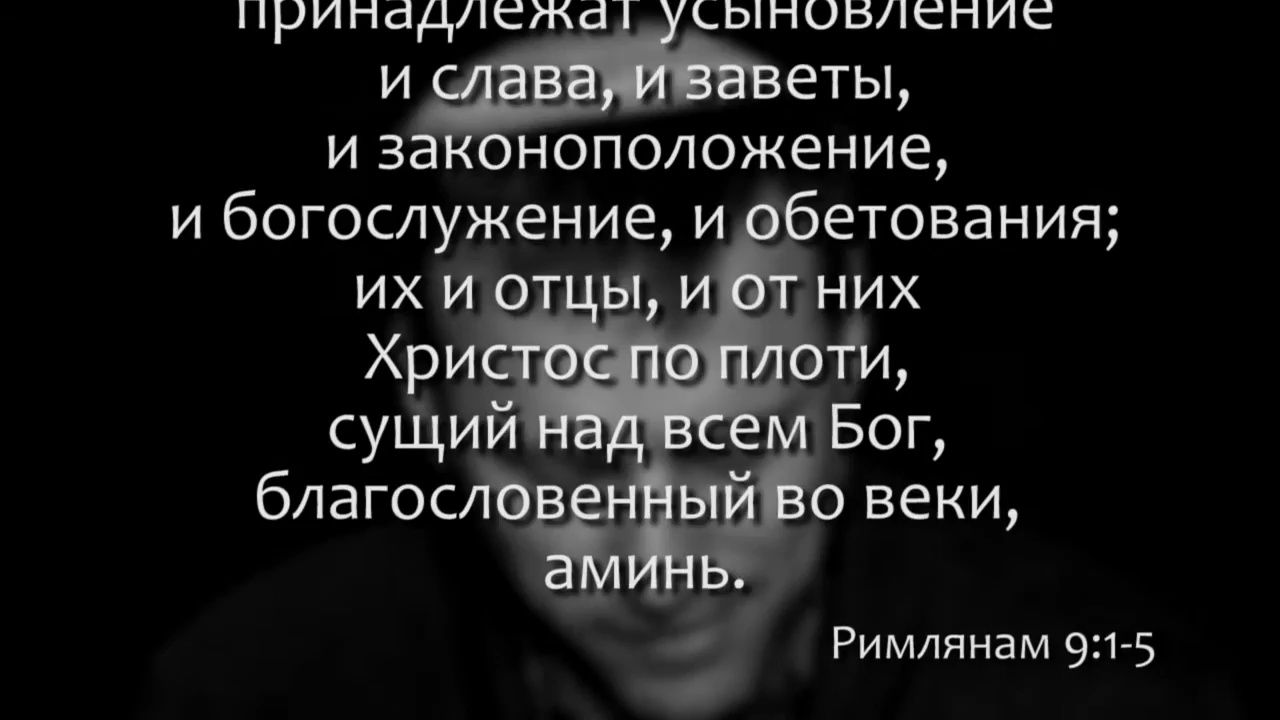 принадлежат усыновление
и слава, и заветы,
и законоположение,
и богослужение, и обетования;
их и отцы, и от них
Христос по плоти,
сущий над всем Бог,
благословенный во веки,
аминь.
Римлянам 9:1-5